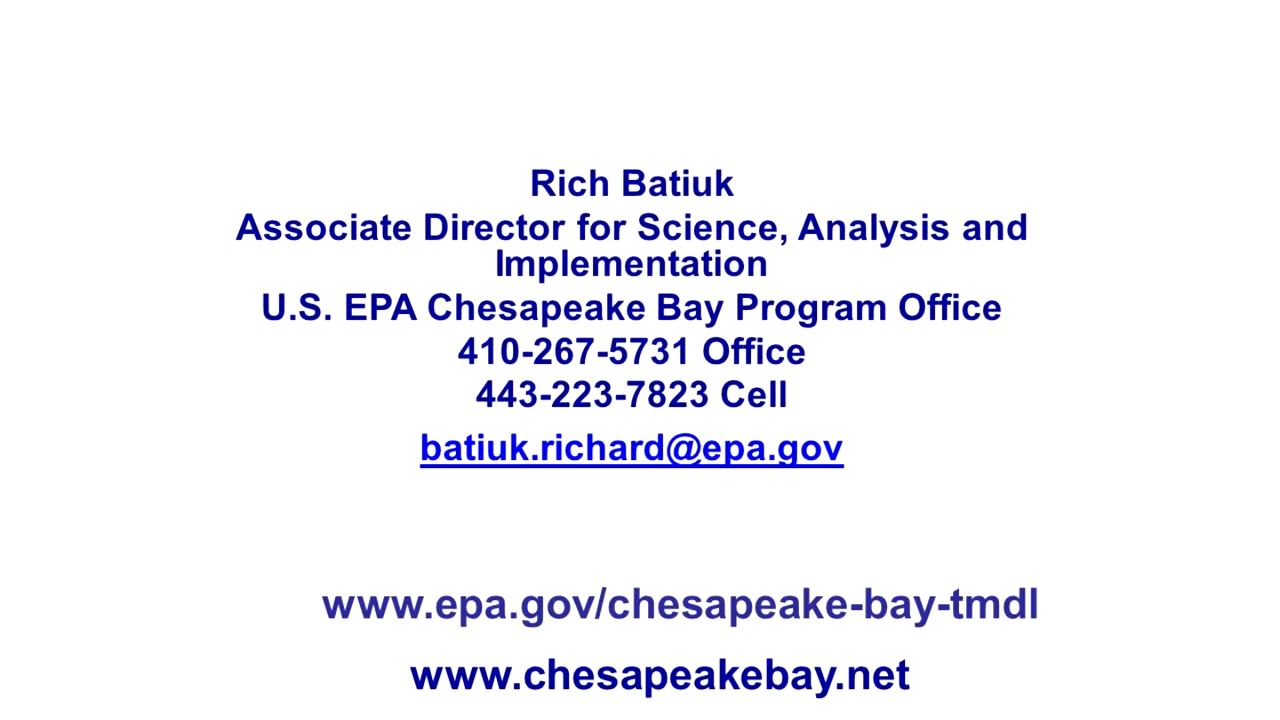 Rich Batiuk
Associate Director for Science, Analysis and
Implementation
U.S. EPA Chesapeake Bay Program Office
410-267-5731 Office
443-223-7823 Cell
batiuk.richard@epa.gov
www.epa.gov/chesapeake-bay-tmdl
www.chesapeakebay.net